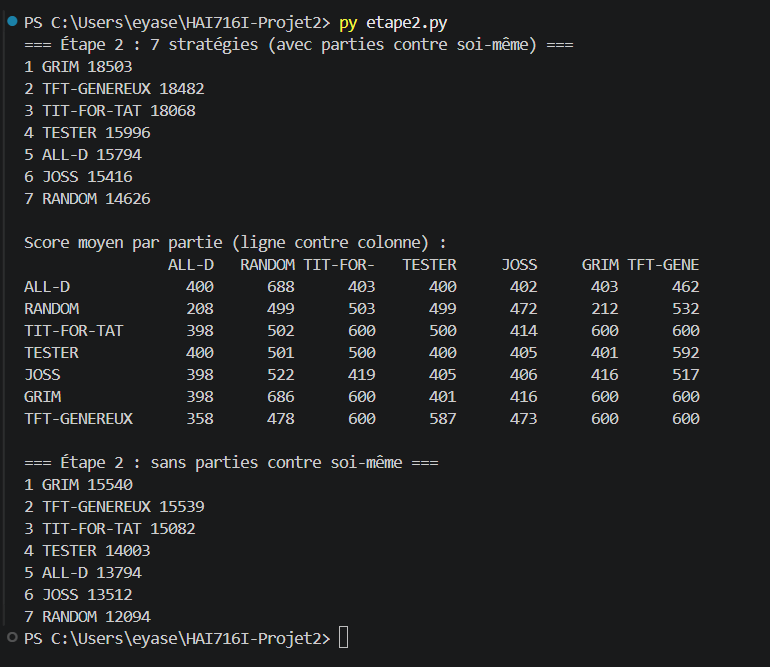 PS C:\Users\eyase\HAI716I-Projet2> py etape2.py
=== Étape 2 : 7 stratégies (avec parties contre soi-même) ===
1 GRIM 18503
2 TFT-GENEREUX 18482
3 TIT-FOR-TAT 18068
4 TESTER 15996
5 ALL-D 15794
6 JOSS 15416
7 RANDOM 14626
Score moyen par partie (ligne contre colonne) :
ALL-D RANDOM TIT-FOR- TESTER JOSS GRIM TFT-GENE
ALL-D 400 688 403 400 402 403 462
RANDOM 208 499 503 499 472 212 532
TIT-FOR-TAT 398 502 600 500 414 600 600
TESTER 400 501 500 400 405 401 592
JOSS 398 522 419 405 406 416 517
GRIM 398 686 600 401 416 600 600
TFT-GENEREUX 358 478 600 587 473 600 600
=== Étape 2 : sans parties contre soi-même ===
1 GRIM 15540
2 TFT-GENEREUX 15539
3 TIT-FOR-TAT 15082
4 TESTER 14003
5 ALL-D 13794
6 JOSS 13512
7 RANDOM 12094
PS C:\Users\eyase\HAI716I-Projet2>